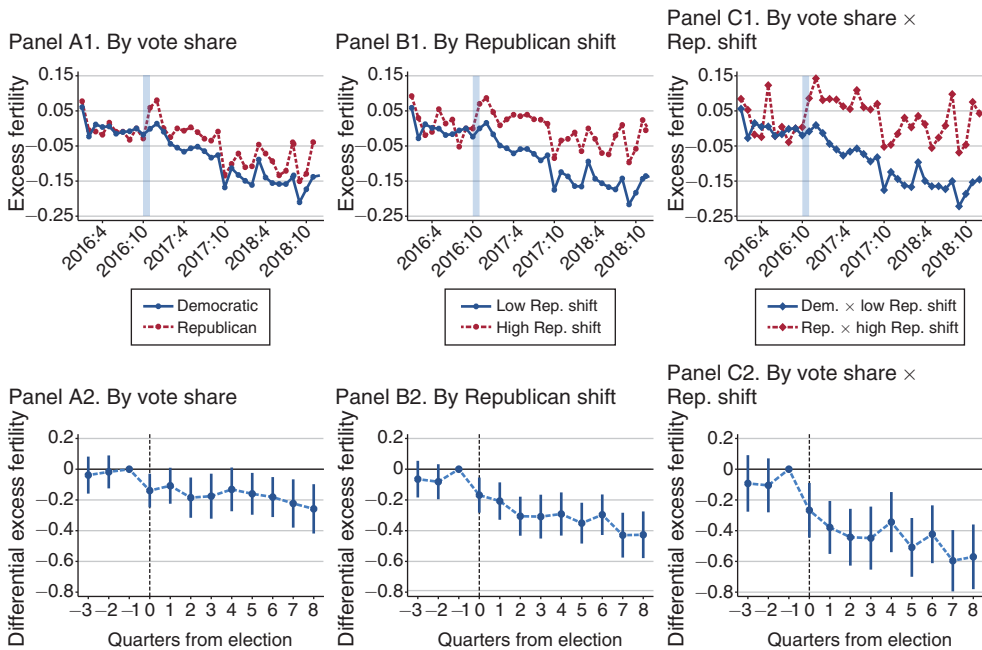 Panel A1. By vote share
Excess fertility
0.15
0.05
−0.05
−0.15
−0.25
2016:4
2016:10
2017:4
2017:10
2018:4
2018:10
Democratic
Republican
Panel B1. By Republican shift
Excess fertility
0.15
0.05
−0.05
−0.15
−0.25
2016:4
2016:10
2017:4
2017:10
2018:4
2018:10
Low Rep. shift
High Rep. shift
Panel C1. By vote share ×
Rep. shift
Excess fertility
0.15
0.05
−0.05
−0.15
−0.25
2016:4
2016:10
2017:4
2017:10
2018:4
2018:10
Dem. × low Rep. shift
Rep. × high Rep. shift
Panel A2. By vote share
Differential excess fertility
0.2
0
−0.2
−0.4
−0.6
−0.8
−3 −2 −1 0 1 2 3 4 5 6 7 8
Quarters from election
Panel B2. By Republican shift
Differential excess fertility
0.2
0
−0.2
−0.4
−0.6
−0.8
−3 −2 −1 0 1 2 3 4 5 6 7 8
Quarters from election
Panel C2. By vote share ×
Rep. shift
Differential excess fertility
0.2
0
−0.2
−0.4
−0.6
−0.8
−3 −2 −1 0 1 2 3 4 5 6 7 8
Quarters from election